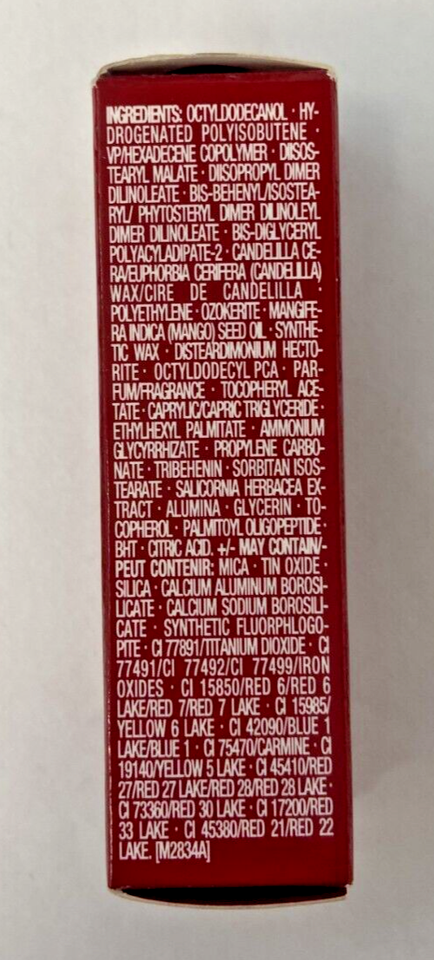 INGREDIENTS: OCTYLDODECANOL · HY-
DROGENATED POLYISOBUTENE ·
VP/HEXADECENE COPOLYMER · DIISOS-
TEARYL MALATE · DIISOPROPYL DIMER
DILINOLEATE · BIS-BEHENYL/ISOSTEA-
RYL/ PHYTOSTERYL DIMER DILINOLEYL
DIMER DILINOLEATE · BIS-DIGLYCERYL
POLYACYLADIPATE-2 · CANDELILLA CE-
RA/EUPHORBIA CERIFERA (CANDELILLA)
WAX/CIRE DE CANDELILLA ·
POLYETHYLENE · OZOKERITE · MANGIFE-
RA INDICA (MANGO) SEED OIL · SYNTHE-
TIC WAX · DISTEARDIMONIUM HECTO-
RITE · OCTYLDODECYL PCA · PAR-
FUM/FRAGRANCE · TOCOPHERYL ACE-
TATE · CAPRYLIC/CAPRIC TRIGLYCERIDE ·
ETHYLHEXYL PALMITATE · AMMONIUM
GLYCYRRHIZATE · PROPYLENE CARBO-
NATE · TRIBEHENIN · SORBITAN ISOS-
TEARATE · SALICORNIA HERBACEA EX-
TRACT · ALUMINA · GLYCERIN · TO-
COPHEROL · PALMITOYL OLIGOPEPTIDE ·
BHT · CITRIC ACID. +/- MAY CONTAIN/-
PEUT CONTENIR: MICA · TIN OXIDE ·
SILICA · CALCIUM ALUMINUM BOROSI-
LICATE · CALCIUM SODIUM BOROSILI-
CATE · SYNTHETIC FLUORPHLOGO-
PITE · CI 77891/TITANIUM DIOXIDE · CI
77491/CI 77492/CI 77499/IRON
OXIDES · CI 15850/RED 6/RED 6
LAKE/RED 7/RED 7 LAKE · CI 15985/
YELLOW 6 LAKE · CI 42090/BLUE 1
LAKE/BLUE 1 · CI 75470/CARMINE · CI
19140/YELLOW 5 LAKE · CI 45410/RED
27/RED 27 LAKE/RED 28/RED 28 LAKE ·
CI 73360/RED 30 LAKE · CI 17200/RED
33 LAKE · CI 45380/RED 21/RED 22
LAKE. [M2834A]